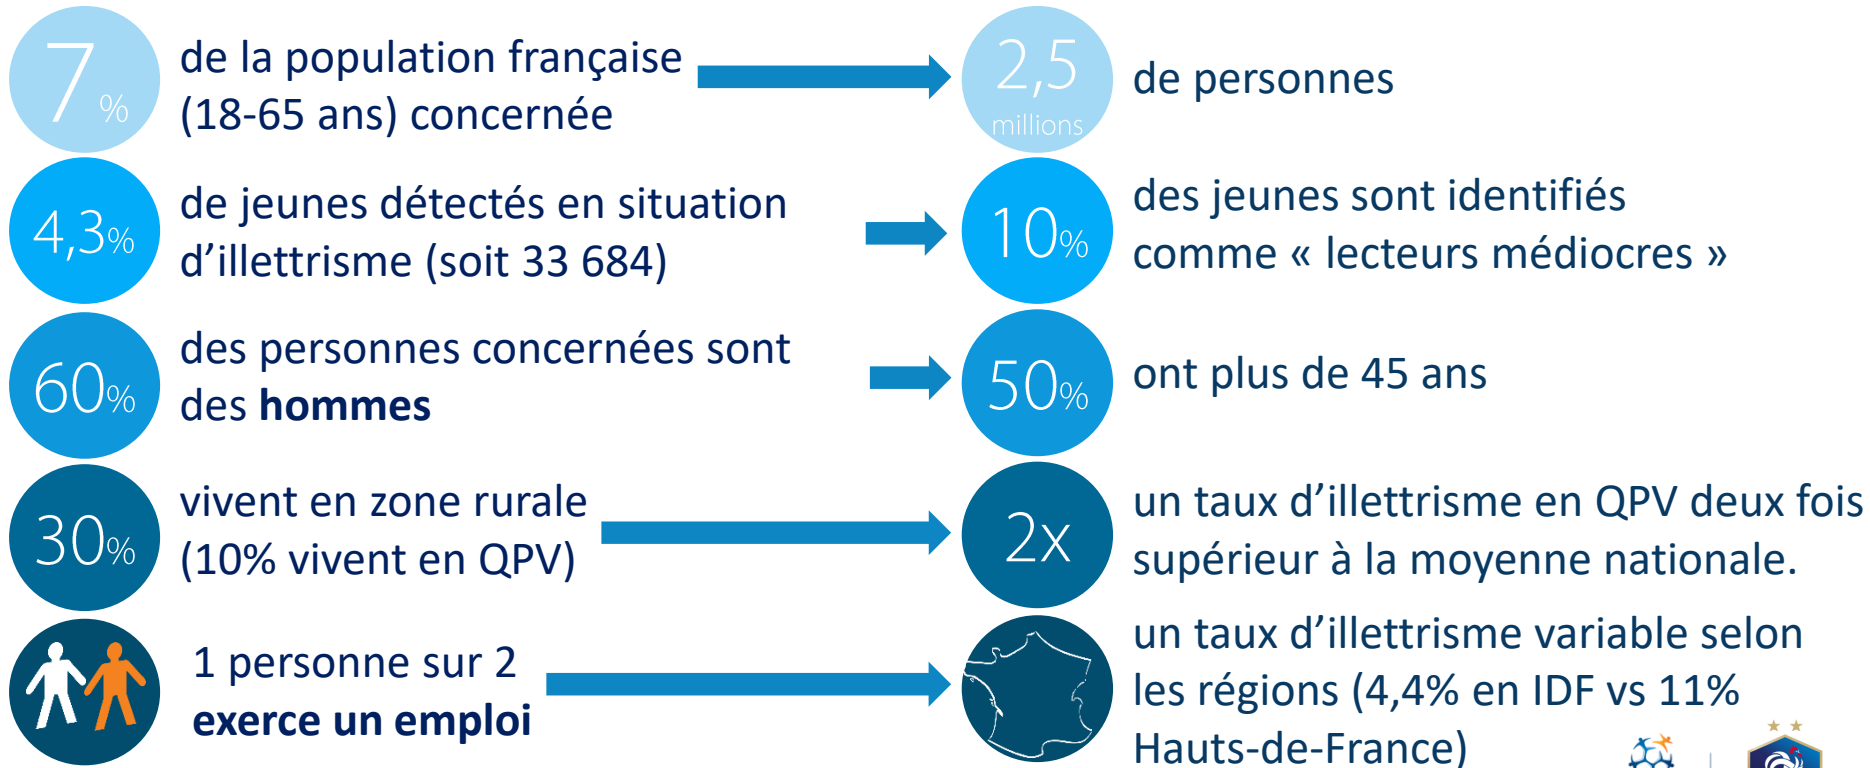 7%
de la population française
(18-65 ans) concernée
2,5
millions
de personnes
4,3%
de jeunes détectés en situation
d’illettrisme (soit 33 684)
10%
des jeunes sont identifiés
comme « lecteurs médiocres »
60%
des personnes concernées sont
des hommes
50%
ont plus de 45 ans
30%
vivent en zone rurale
(10% vivent en QPV)
2x
un taux d’illettrisme en QPV deux fois
supérieur à la moyenne nationale.
1 personne sur 2
exerce un emploi
un taux d’illettrisme variable selon
les régions (4,4% en IDF vs 11%
Hauts-de-France)